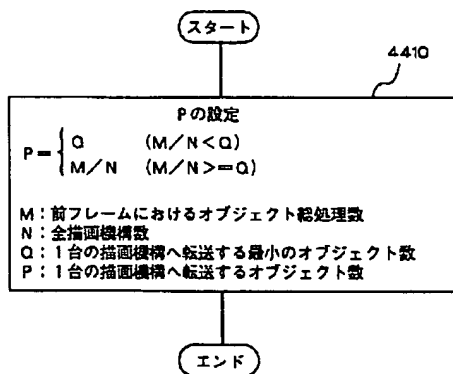 スタート
4410
Pの設定
P= Q (M/N<Q)
M/N (M/N>=Q)
M:前フレームにおけるオブジェクト総処理数
N:全描画機構数
Q:1台の描画機構へ転送する最小のオブジェクト数
P:1台の描画機構へ転送するオブジェクト数
エンド